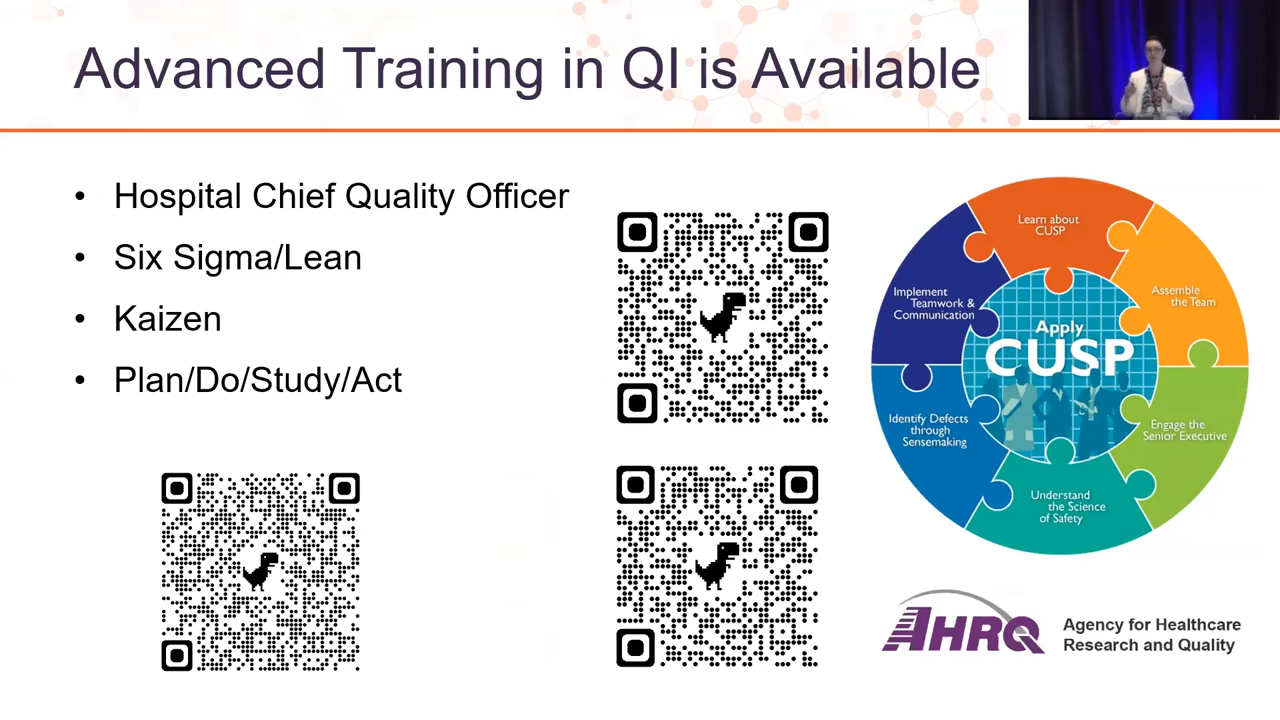 Advanced Training in QI is Available
• Hospital Chief Quality Officer
• Six Sigma/Lean
• Kaizen
• Plan/Do/Study/Act
Learn about
CUSP
Assemble
the Team
Engage the
Senior Executive
Understand
the Science
of Safety
Identify Defects
through
Sensemaking
Implement
Teamwork &
Communication
Apply
CUSP
AHRQ
Agency for Healthcare
Research and Quality